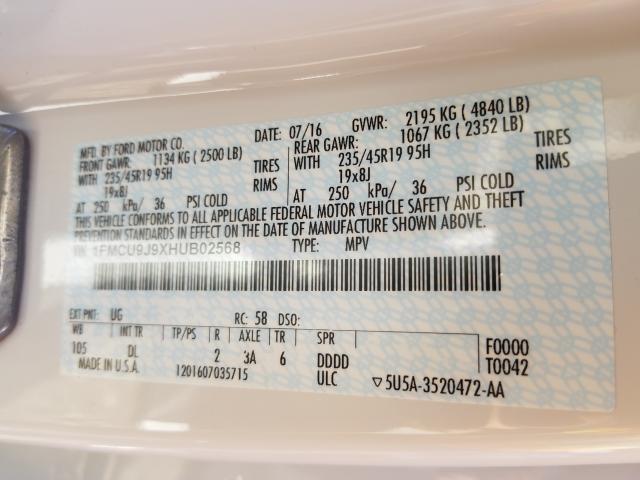 MFD. BY FORD MOTOR CO. DATE: 07/16 GVWR: 2195 KG ( 4840 LB)
FRONT GAWR: 1134 KG ( 2500 LB) REAR GAWR: 1067 KG ( 2352 LB)
WITH 235/45R19 95H TIRES WITH 235/45R19 95H TIRES
19x8J RIMS 19x8J RIMS
AT 250 kPa/ 36 PSI COLD AT 250 kPa/ 36 PSI COLD
THIS VEHICLE CONFORMS TO ALL APPLICABLE FEDERAL MOTOR VEHICLE SAFETY AND THEFT
PREVENTION STANDARDS IN EFFECT ON THE DATE OF MANUFACTURE SHOWN ABOVE.
1FMCU9J9XHUB02568 TYPE: MPV
EXT PNT: UG RC: 58 DSO:
WB INT TR TP/PS R AXLE TR SPR F0000
105 DL 2 3A 6 DDDD T0042
MADE IN U.S.A. 1201607035715 ULC ▽5U5A-3520472-AA